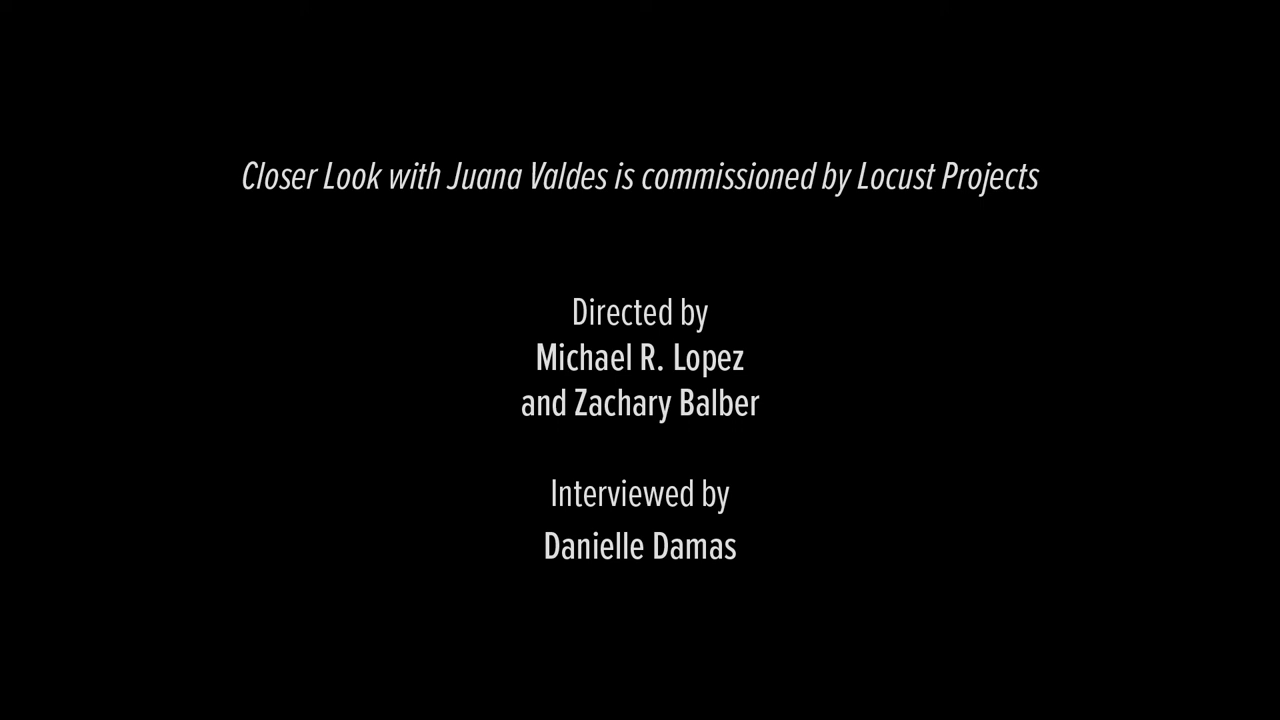 Closer Look with Juana Valdes is commissioned by Locust Projects
Directed by
Michael R. Lopez
and Zachary Balber
Interviewed by
Danielle Damas